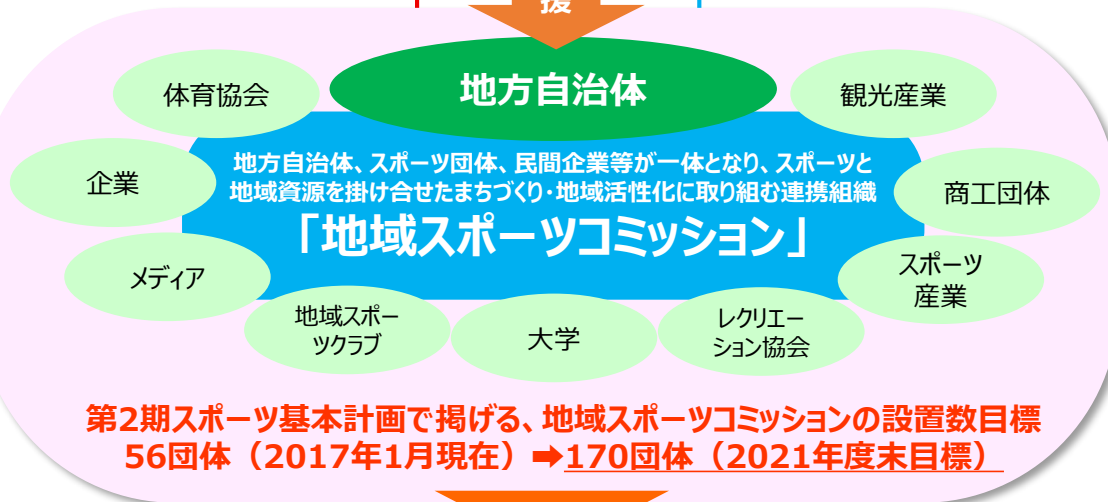 援
地方自治体
体育協会
観光産業
地方自治体、スポーツ団体、民間企業等が一体となり、スポーツと
地域資源を掛け合せたまちづくり・地域活性化に取り組む連携組織
「地域スポーツコミッション」
企業
商工団体
メディア
スポーツ
産業
地域スポー
ツクラブ
大学
レクリエー
ション協会
第2期スポーツ基本計画で掲げる、地域スポーツコミッションの設置数目標
56団体（2017年1月現在）➡170団体（2021年度末目標）